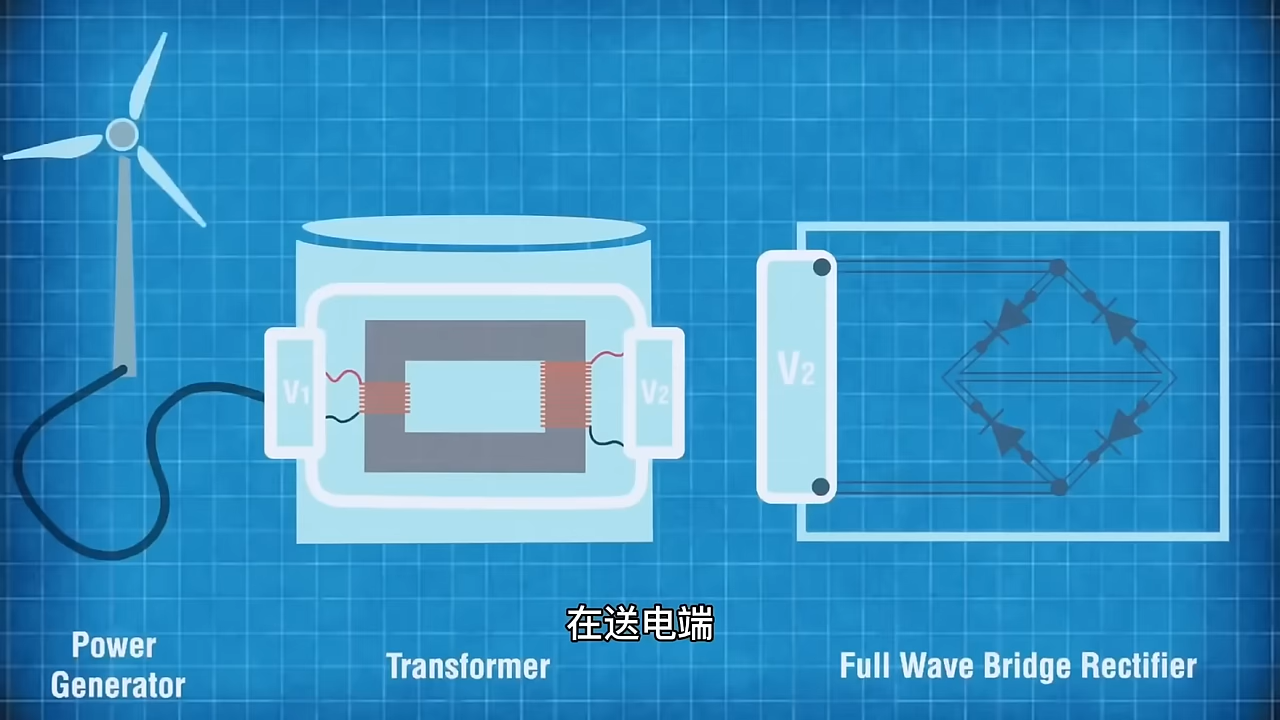 V1
V2
V2
在送电端
Power
Generator
Transformer
Full Wave Bridge Rectifier